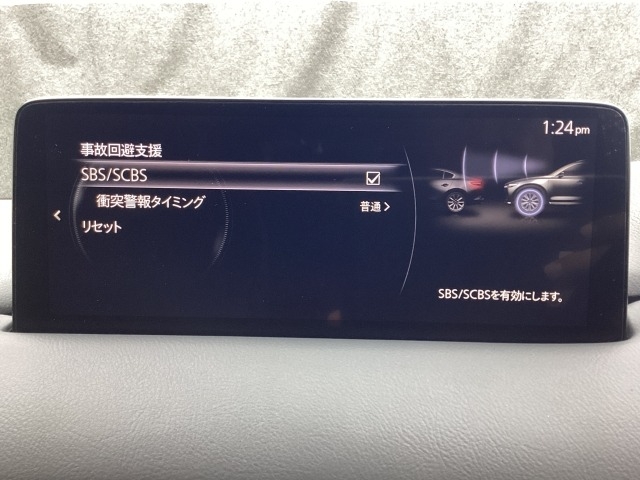 1:24pm
事故回避支援
SBS/SCBS
衝突警報タイミング 普通
リセット
SBS/SCBSを有効にします。